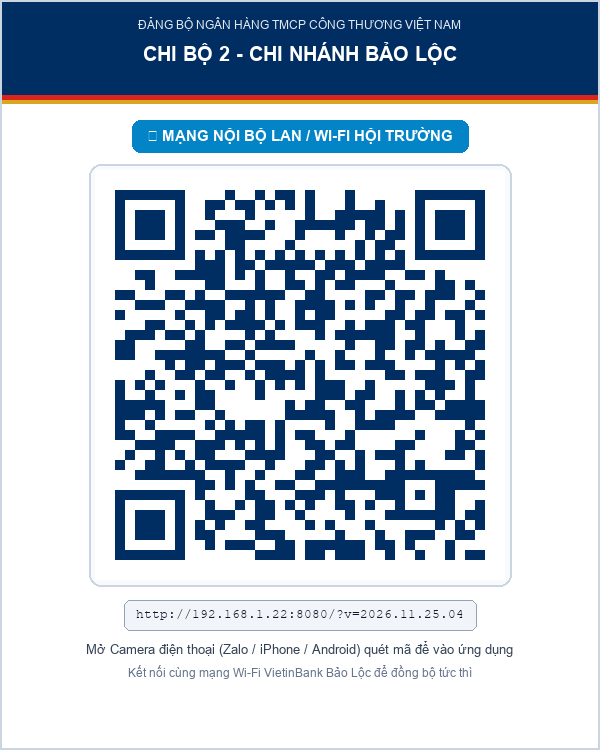 ĐẢNG BỘ NGÂN HÀNG TMCP CÔNG THƯƠNG VIỆT NAM
CHI BỘ 2 - CHI NHÁNH BẢO LỘC
MẠNG NỘI BỘ LAN / WI-FI HỘI TRƯỜNG
http://192.168.1.22:8080/?v=2026.11.25.04
Mở Camera điện thoại (Zalo / iPhone / Android) quét mã để vào ứng dụng
Kết nối cùng mạng Wi-Fi VietinBank Bảo Lộc để đồng bộ tức thì